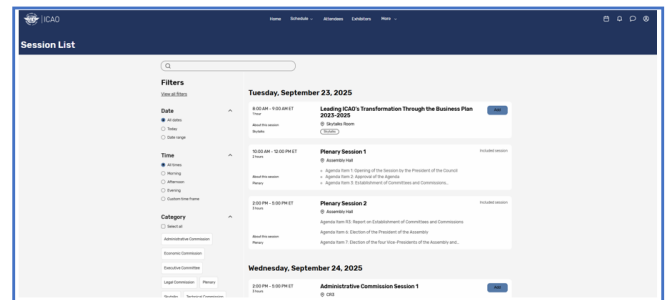 ICAO
Home Schedule Attendees Exhibitors More
Session List
Filters
View all filters
Date
All dates
Today
Date range
Time
All times
Morning
Afternoon
Evening
Custom time frame
Category
Select all
Administrative Commission
Economic Commission
Executive Committee
Legal Commission Plenary
Skytalks Technical Commission
Tuesday, September 23, 2025
8:00 AM - 9:00 AM ET
1 hour
About this session
Skytalks
Leading ICAO's Transformation Through the Business Plan 2023-2025
Skytalks Room
Skytalks
Add
10:00 AM - 12:00 PM ET
2 hours
About this session
Plenary
Plenary Session 1
Assembly Hall
Agenda Item 1: Opening of the Session by the President of the Council
Agenda Item 2: Approval of the Agenda
Agenda Item 3: Establishment of Committees and Commissions...
Included session
2:00 PM - 5:00 PM ET
3 hours
About this session
Plenary
Plenary Session 2
Assembly Hall
Report on Establishment of Committees and Commissions
Agenda Item 6: Election of the President of the Assembly
Agenda Item 7: Election of the four Vice-Presidents of the Assembly and...
Included session
Wednesday, September 24, 2025
2:00 PM - 5:00 PM ET
3 hours
Administrative Commission Session 1
Add